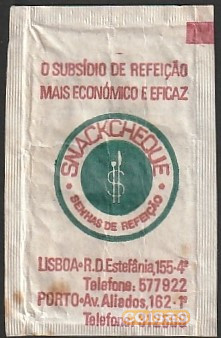 O SUBSÍDIO DE REFEIÇÃO
MAIS ECONÓMICO E EFICAZ
SNACKCHEQUE
• SENHAS DE REFEIÇÃO •
LISBOA • R.D. Estefânia, 155-4º
Telefone: 577922
PORTO • Av. Aliados, 162-1º
Telefone: